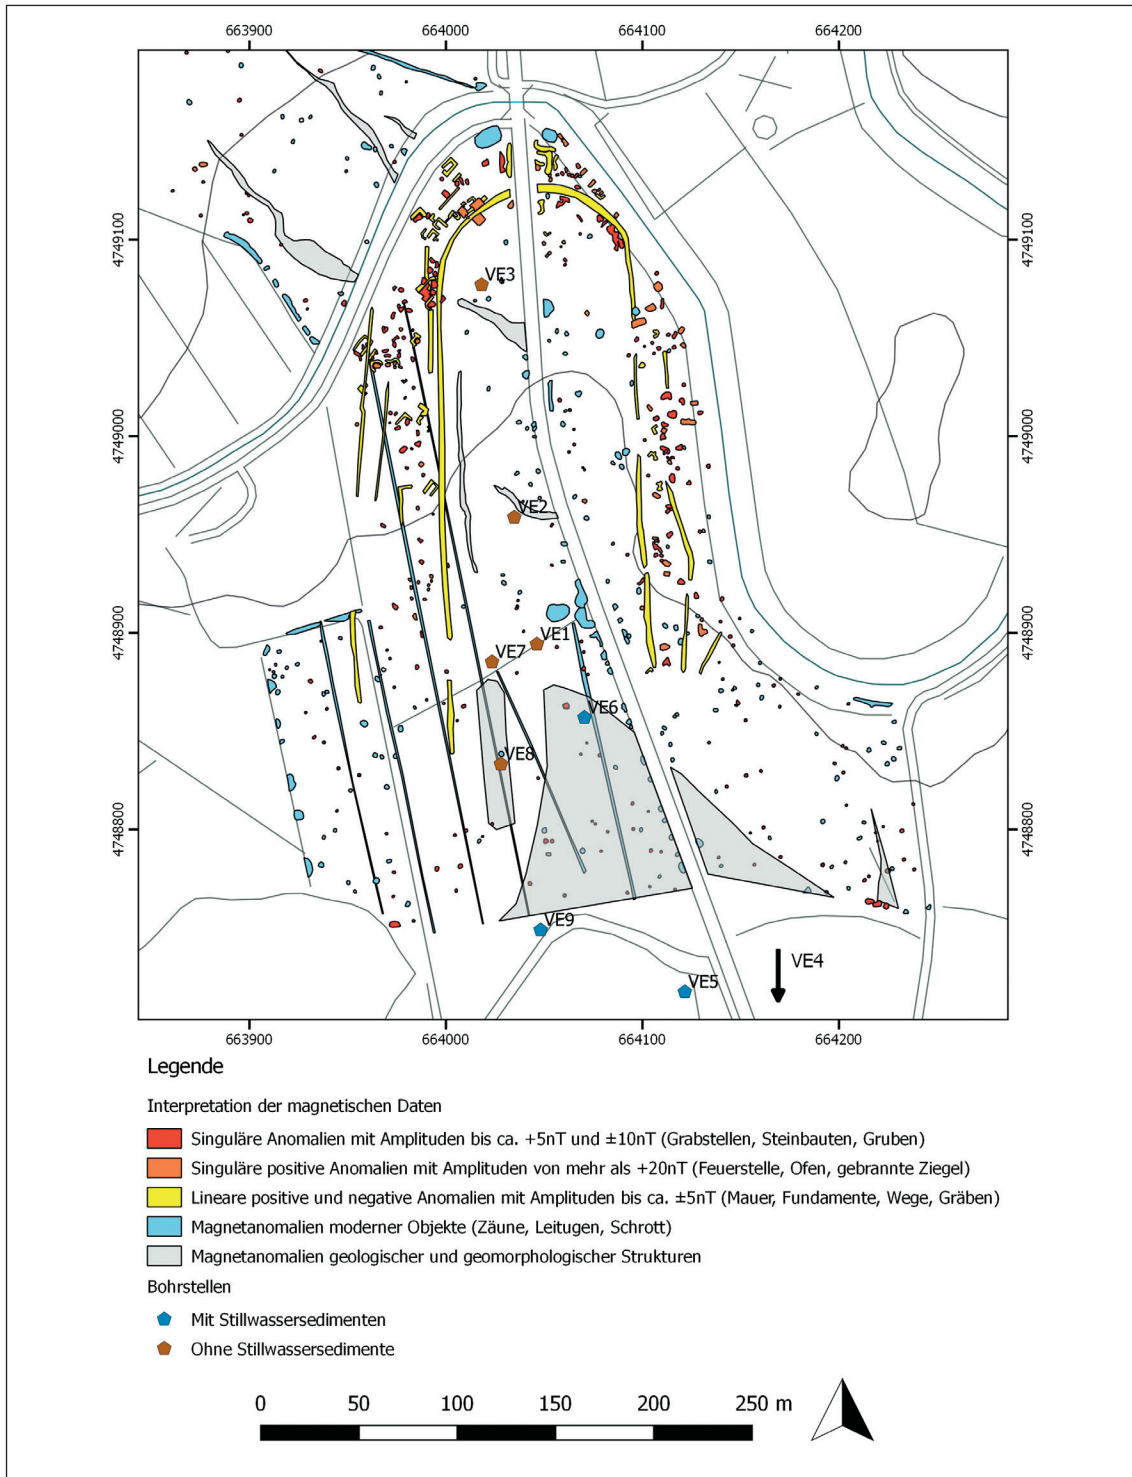 663900 664000 664100 664200
4749100 4749100
4749000 4749000
4748900 4748900
4748800 4748800
VE3
VE2
VE1
VE7
VE6
VE8
VE9
VE4
VE5
663900 664000 664100 664200
Legende
Interpretation der magnetischen Daten
Singuläre Anomalien mit Amplituden bis ca. +5nT und ±10nT (Grabstellen, Steinbauten, Gruben)
Singuläre positive Anomalien mit Amplituden von mehr als +20nT (Feuerstelle, Ofen, gebrannte Ziegel)
Lineare positive und negative Anomalien mit Amplituden bis ca. ±5nT (Mauer, Fundamente, Wege, Gräben)
Magnetanomalien moderner Objekte (Zäune, Leitugen, Schrott)
Magnetanomalien geologischer und geomorphologischer Strukturen
Bohrstellen
Mit Stillwassersedimenten
Ohne Stillwassersedimente
0 50 100 150 200 250 m